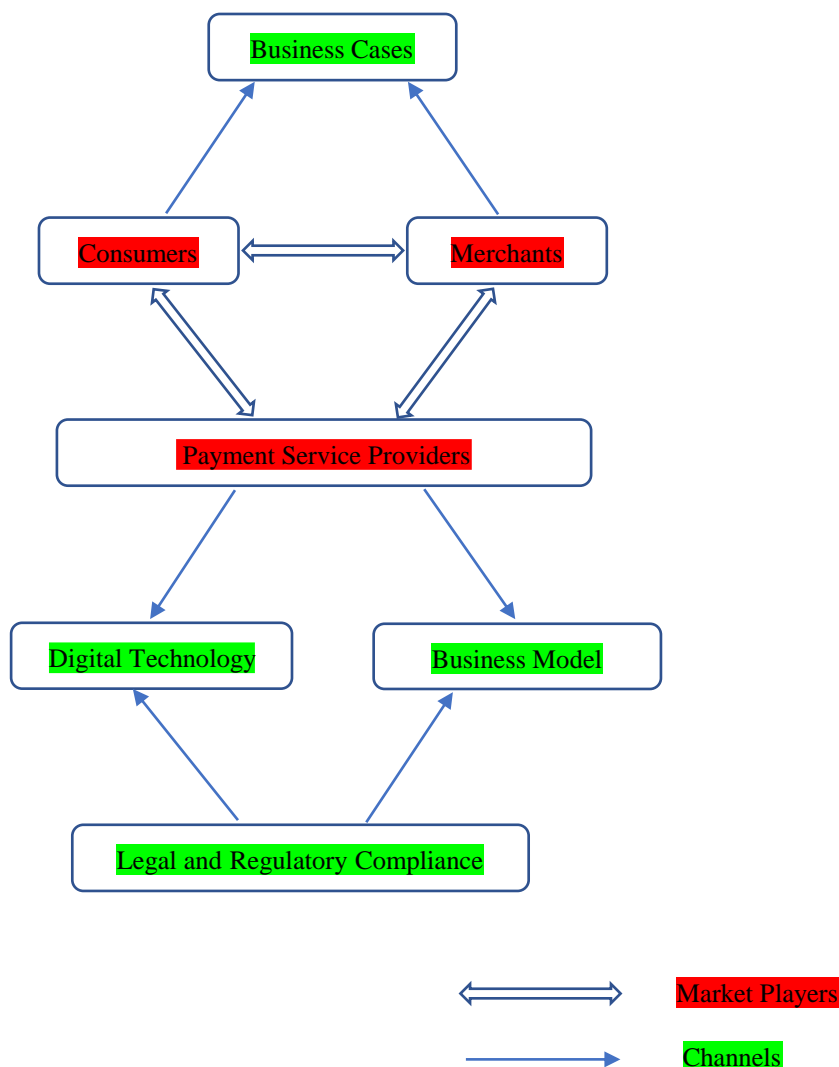 Business Cases
Consumers
Merchants
Payment Service Providers
Digital Technology
Business Model
Legal and Regulatory Compliance
Market Players
Channels